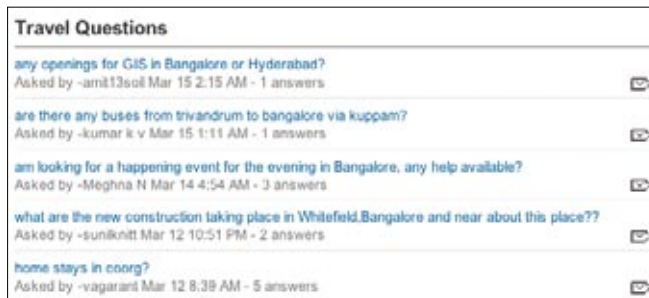 Travel Questions
any openings for GIS in Bangalore or Hyderabad?
Asked by -amit13soil Mar 15 2:15 AM - 1 answers
are there any buses from trivandrum to bangalore via kuppam?
Asked by -kumar k v Mar 15 1:11 AM - 1 answers
am looking for a happening event for the evening in Bangalore, any help available?
Asked by -Meghna N Mar 14 4:54 AM - 3 answers
what are the new construction taking place in Whitefield,Bangalore and near about this place??
Asked by -sunilknitt Mar 12 10:51 PM - 2 answers
home stays in coorg?
Asked by -vagarant Mar 12 8:39 AM - 5 answers